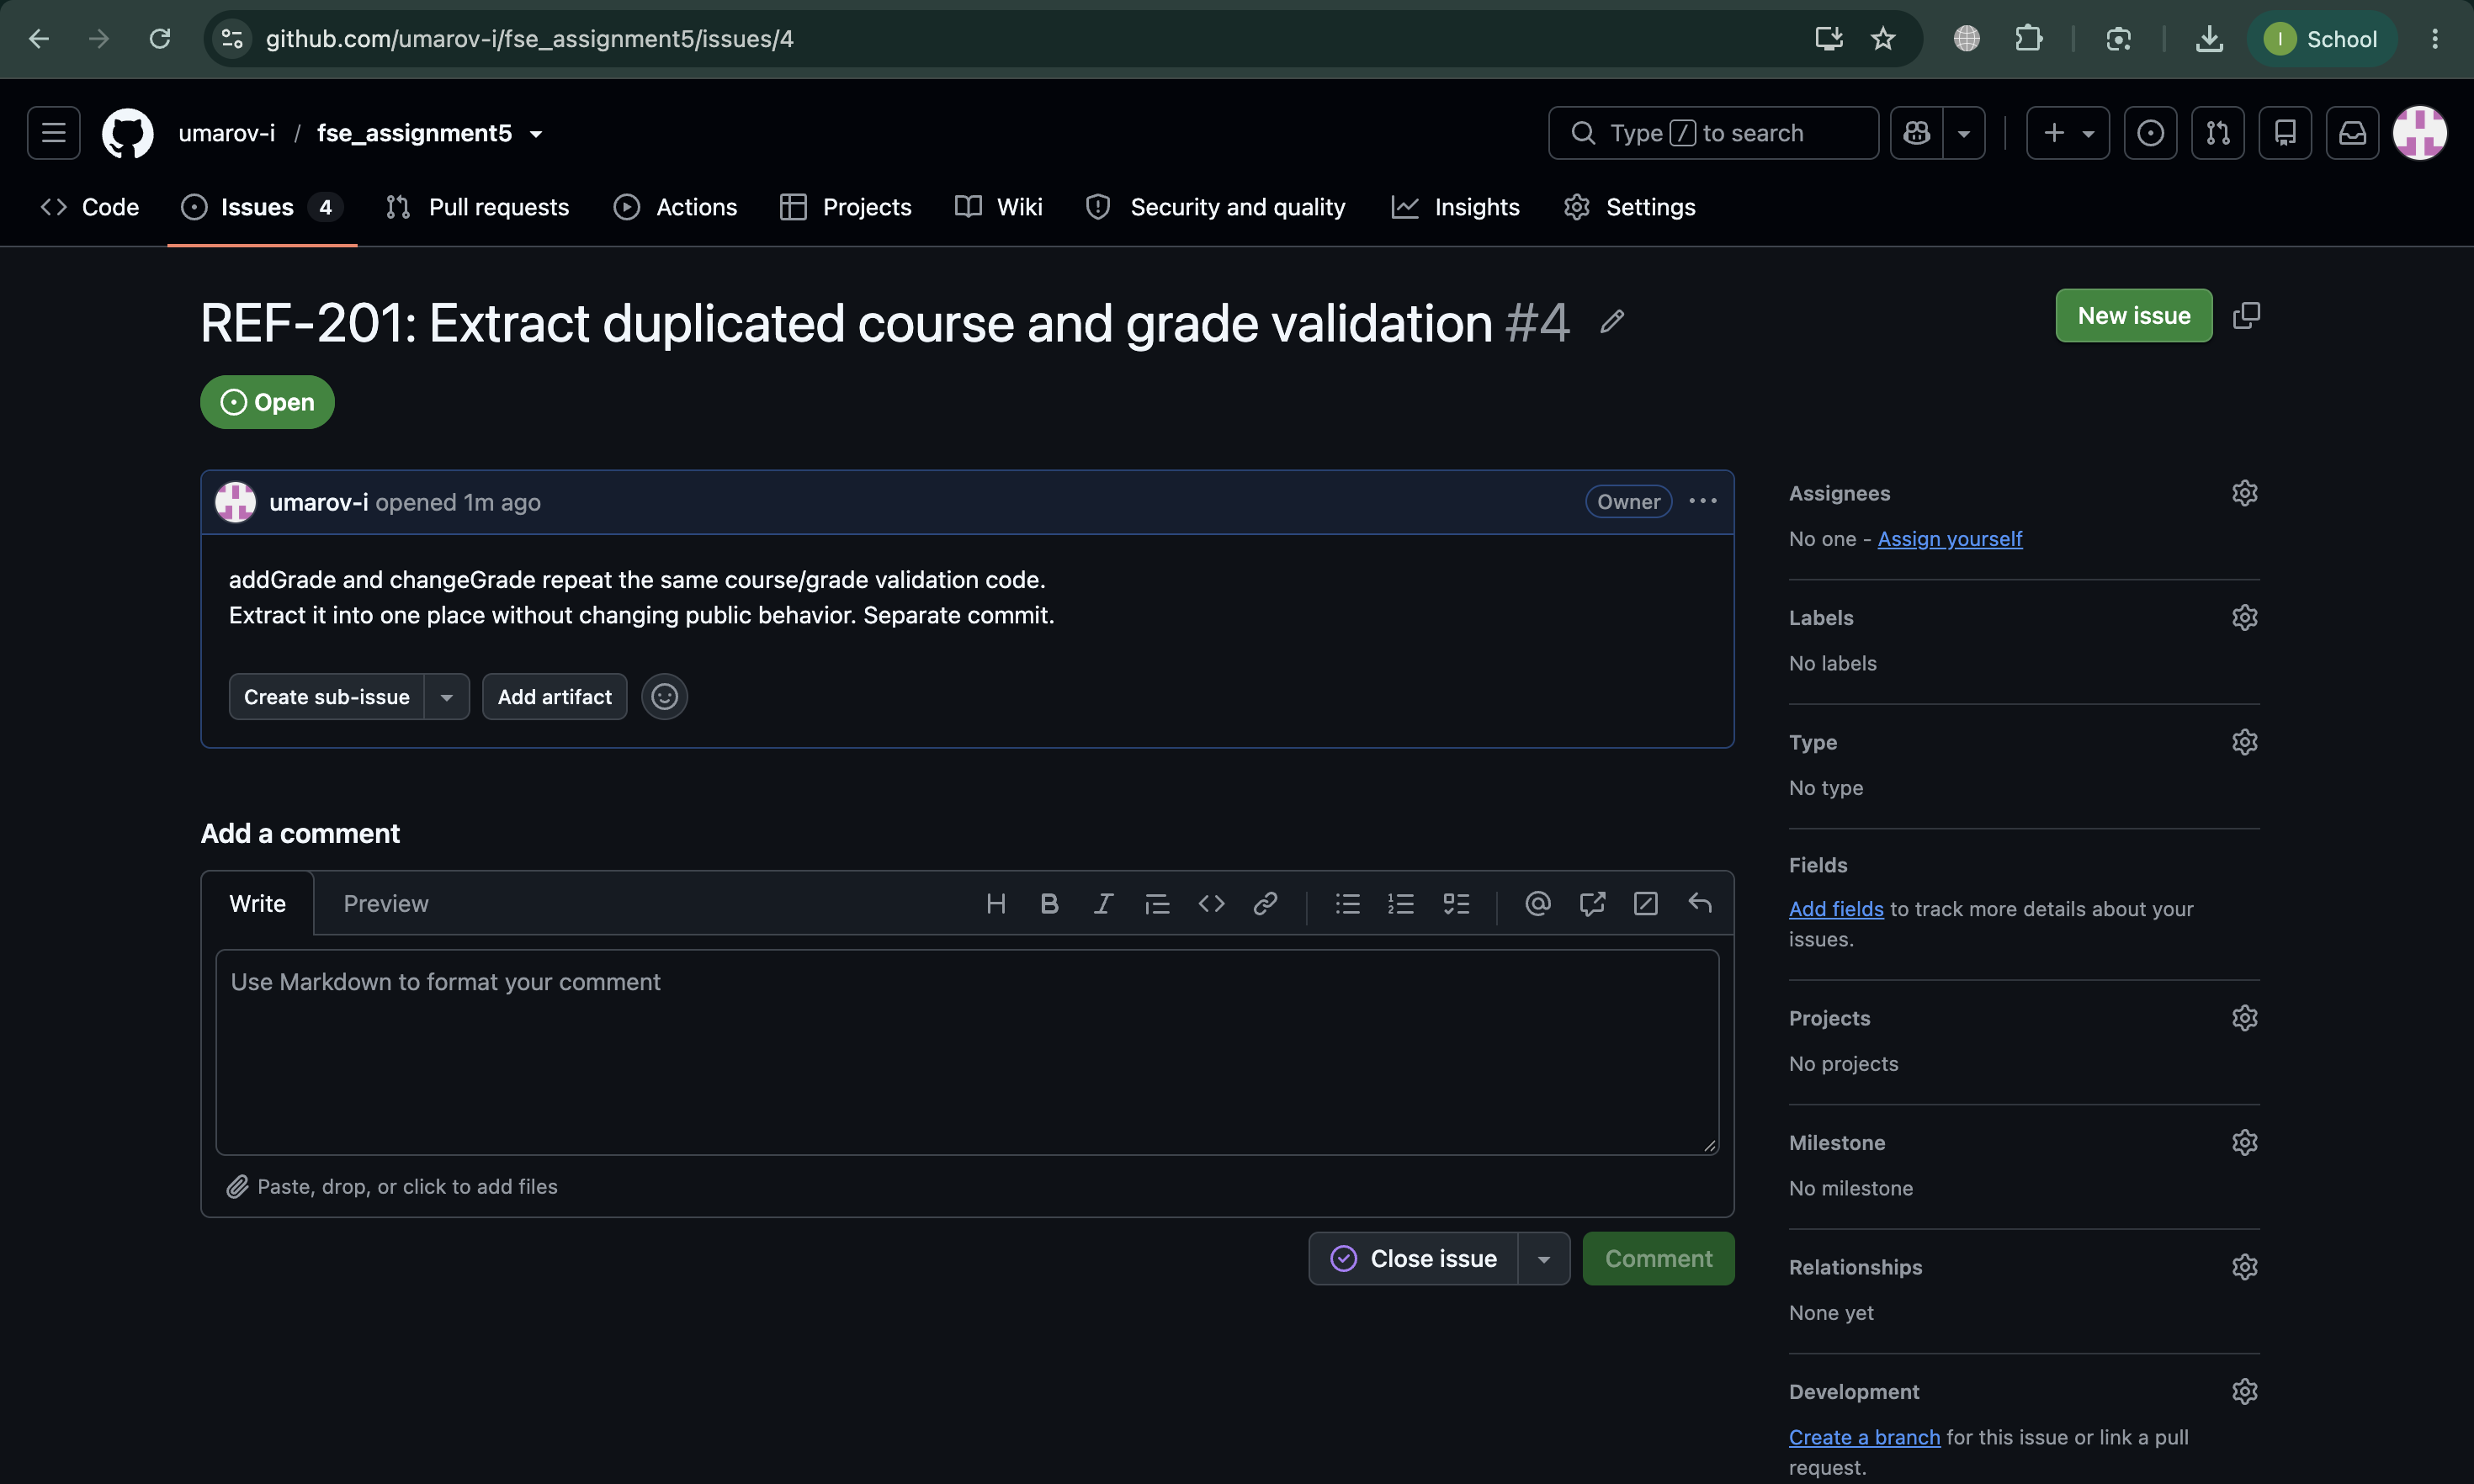 github.com/umarov-i/fse_assignment5/issues/4
I School
umarov-i / fse_assignment5
Type / to search
Code
Issues 4
Pull requests
Actions
Projects
Wiki
Security and quality
Insights
Settings
REF-201: Extract duplicated course and grade validation #4
New issue
Open
umarov-i opened 1m ago
Owner
addGrade and changeGrade repeat the same course/grade validation code.
Extract it into one place without changing public behavior. Separate commit.
Create sub-issue
Add artifact
Add a comment
Write
Preview
Use Markdown to format your comment
Paste, drop, or click to add files
Close issue
Comment
Assignees
No one - Assign yourself
Labels
No labels
Type
No type
Fields
Add fields to track more details about your
issues.
Projects
No projects
Milestone
No milestone
Relationships
None yet
Development
Create a branch for this issue or link a pull
request.